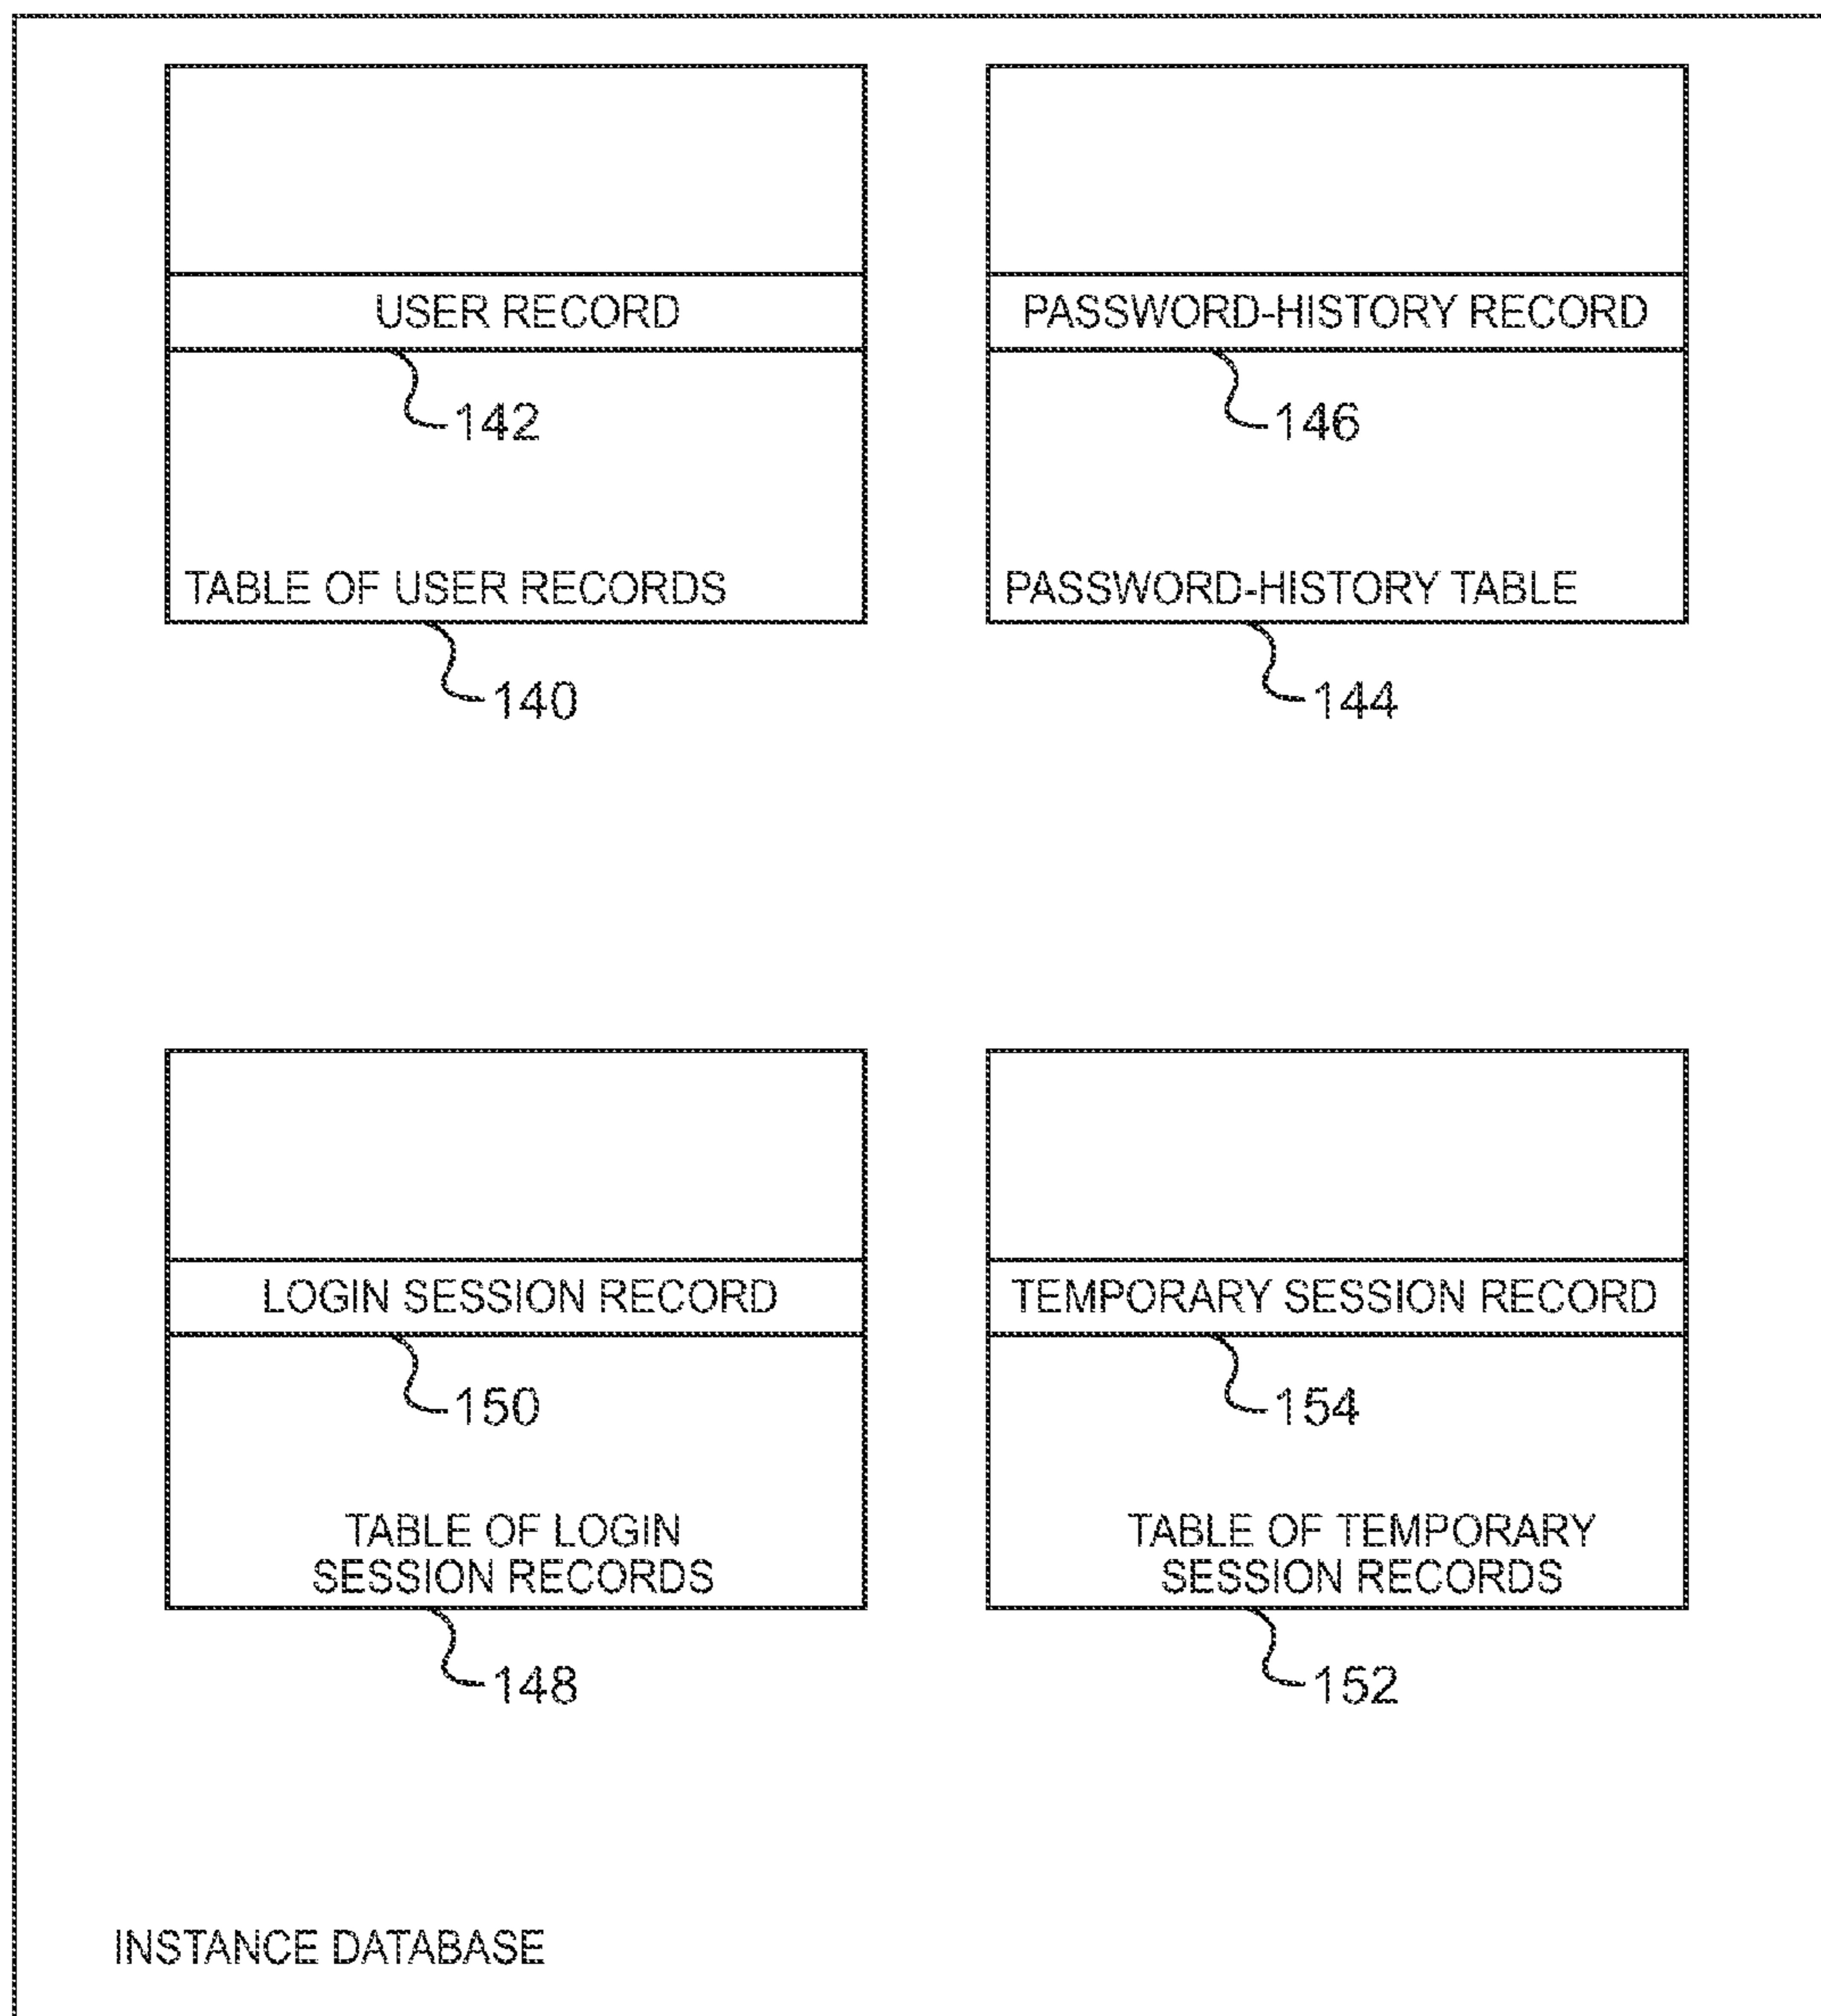 USER RECORD
142
TABLE OF USER RECORDS
140
PASSWORD-HISTORY RECORD
146
PASSWORD-HISTORY TABLE
144
LOGIN SESSION RECORD
150
TABLE OF LOGIN
SESSION RECORDS
148
TEMPORARY SESSION RECORD
154
TABLE OF TEMPORARY
SESSION RECORDS
152
INSTANCE DATABASE